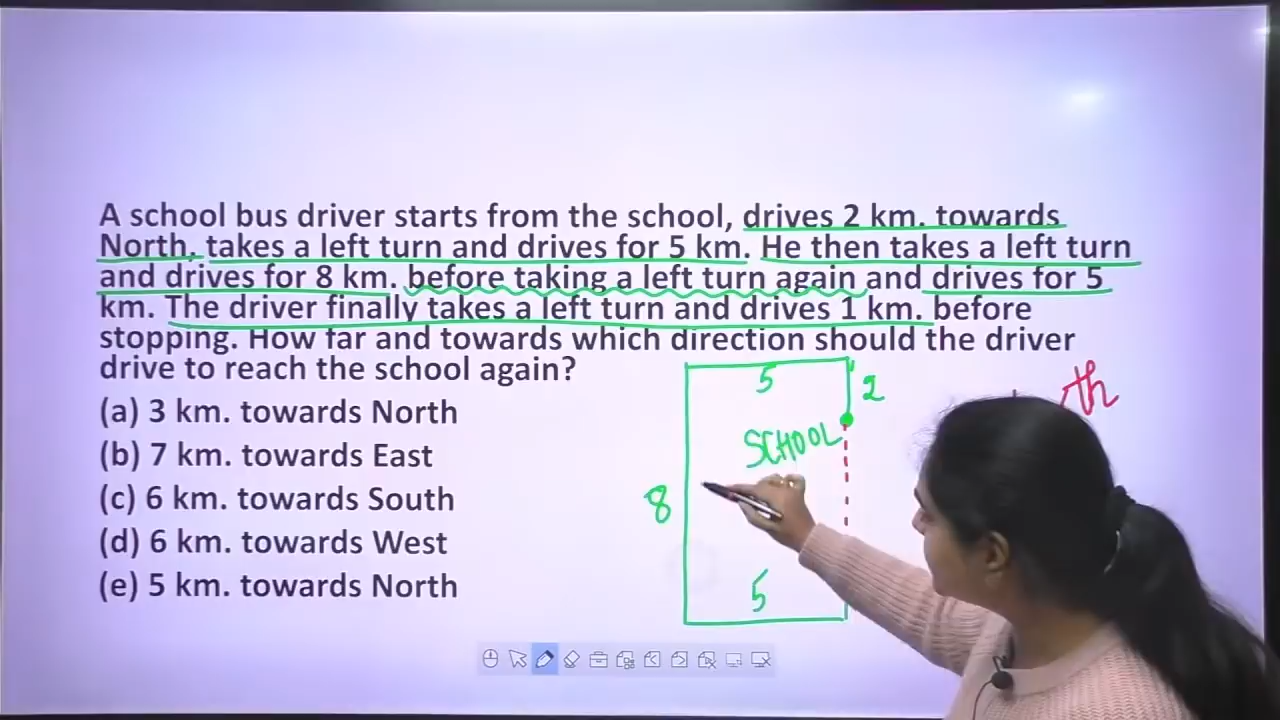 A school bus driver starts from the school, drives 2 km. towards
North, takes a left turn and drives for 5 km. He then takes a left turn
and drives for 8 km. before taking a left turn again and drives for 5
km. The driver finally takes a left turn and drives 1 km. before
stopping. How far and towards which direction should the driver
drive to reach the school again?
(a) 3 km. towards North
(b) 7 km. towards East
(c) 6 km. towards South
(d) 6 km. towards West
(e) 5 km. towards North
5
2
th
SCHOOL
8
5